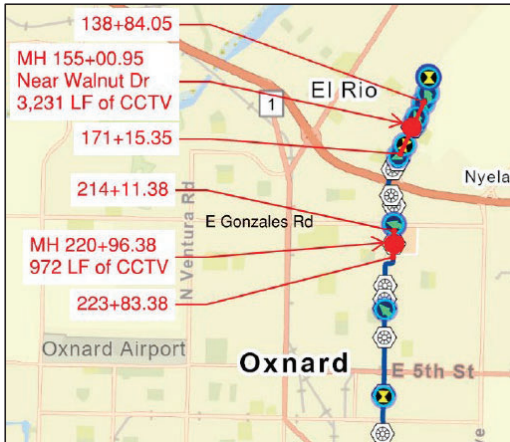 138+84.05
MH 155+00.95
Near Walnut Dr
3,231 LF of CCTV
El Rio
1
171+15.35
Nyela
214+11.38
N Ventura Rd
E Gonzales Rd
MH 220+96.38
972 LF of CCTV
223+83.38
Oxnard Airport
Oxnard
E 5th St
ve